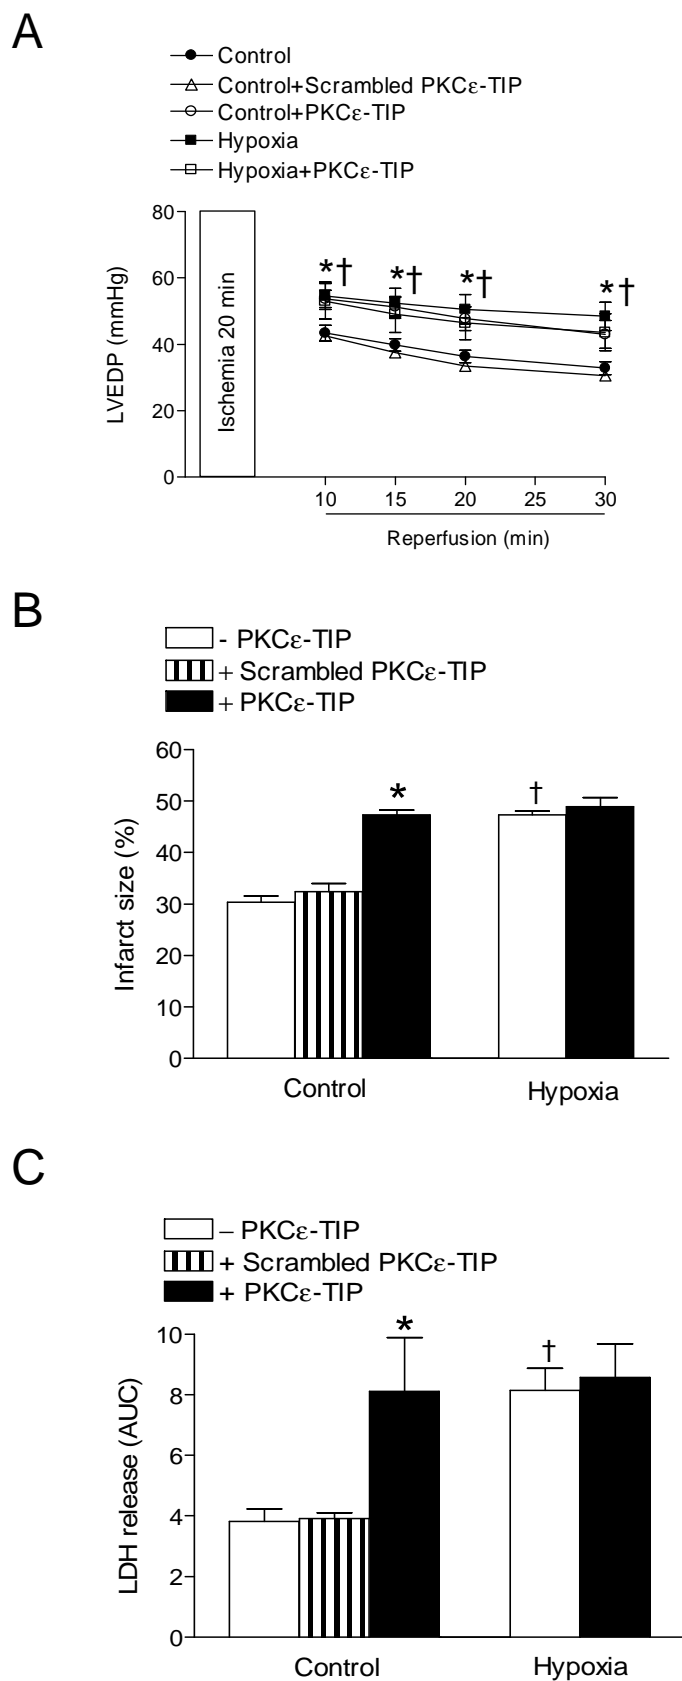 A
Control
Control+Scrambled PKCε-TIP
Control+PKCε-TIP
Hypoxia
Hypoxia+PKCε-TIP
80
60
40
20
0
LVEDP (mmHg)
Ischemia 20 min
*† *† *† *†
10 15 20 25 30
Reperfusion (min)
B
- PKCε-TIP
+ Scrambled PKCε-TIP
+ PKCε-TIP
60
50
40
30
20
10
0
Infarct size (%)
* †
Control Hypoxia
C
– PKCε-TIP
+ Scrambled PKCε-TIP
+ PKCε-TIP
10
8
6
4
2
0
LDH release (AUC)
* †
Control Hypoxia